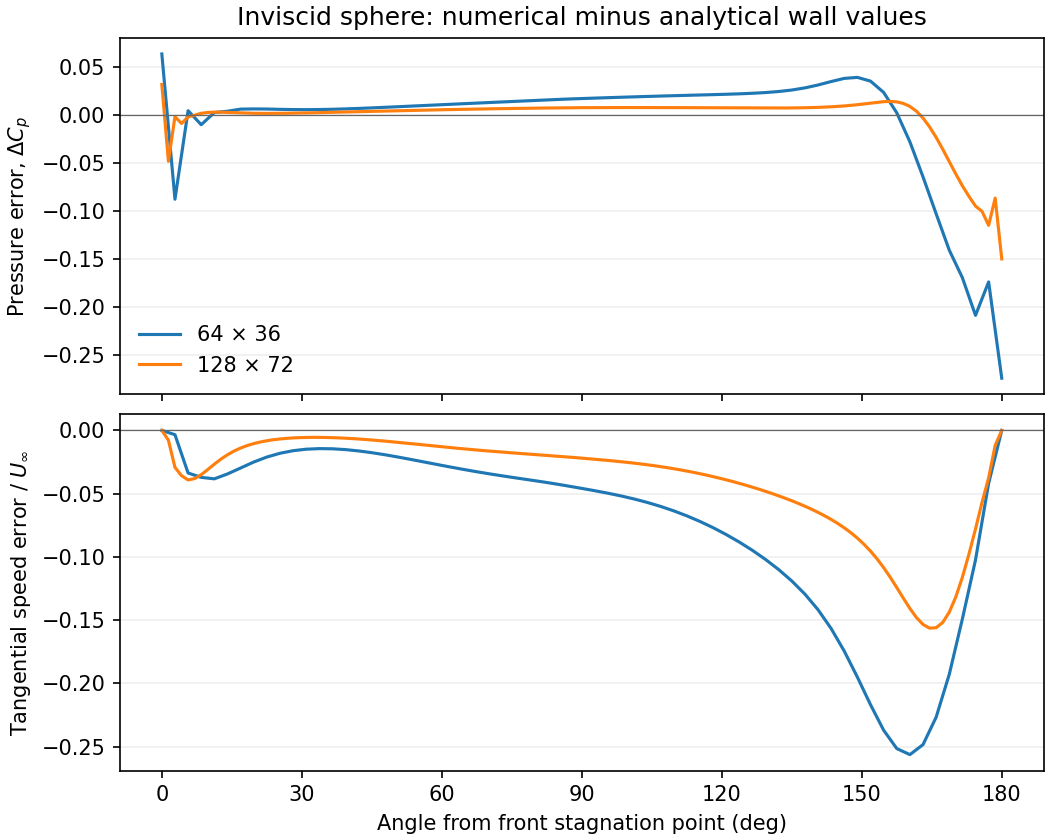 Inviscid sphere: numerical minus analytical wall values
Pressure error, ΔCₚ
0.05
0.00
−0.05
−0.10
−0.15
−0.20
−0.25
64 × 36
128 × 72
Tangential speed error / U∞
0.00
−0.05
−0.10
−0.15
−0.20
−0.25
0 30 60 90 120 150 180
Angle from front stagnation point (deg)